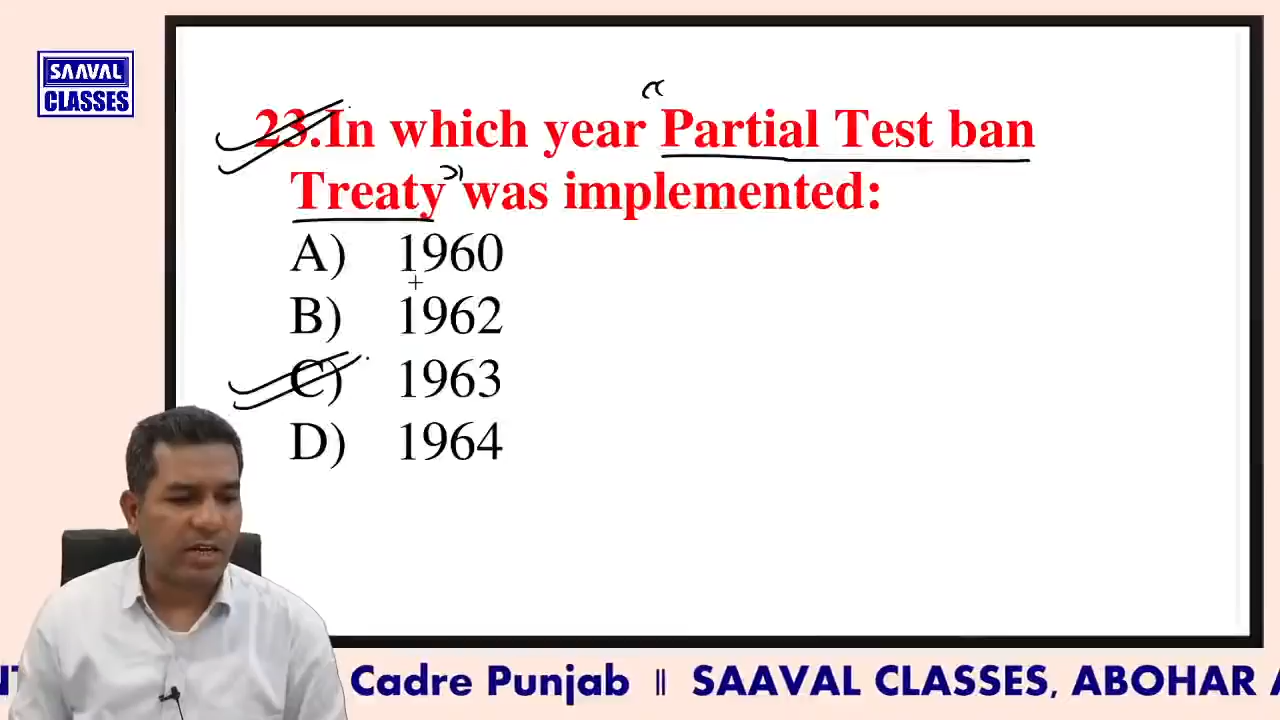 SAAVAL
CLASSES
23.In which year "Partial Test ban
Treaty" was implemented:
A) 1960
B) 1962
C) 1963
D) 1964
Cadre Punjab || SAAVAL CLASSES, ABOHAR